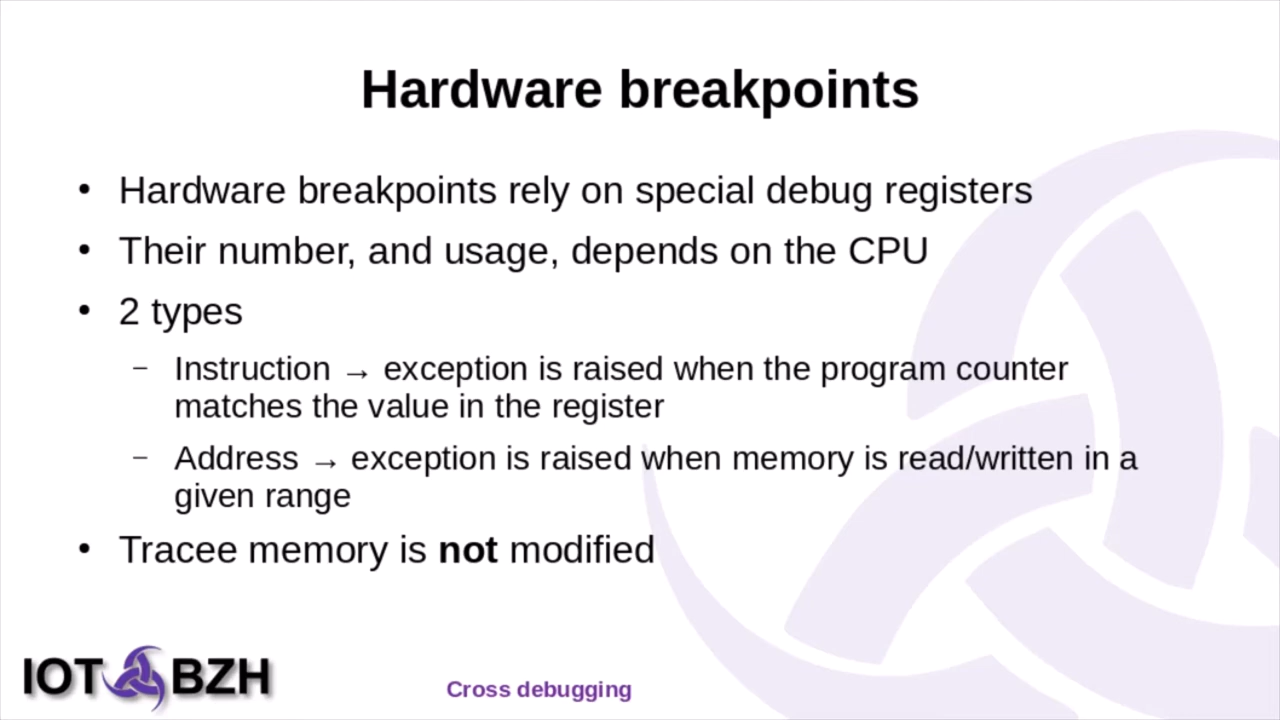 Hardware breakpoints
• Hardware breakpoints rely on special debug registers
• Their number, and usage, depends on the CPU
• 2 types
– Instruction → exception is raised when the program counter
matches the value in the register
– Address → exception is raised when memory is read/written in a
given range
• Tracee memory is not modified
IOT BZH
Cross debugging